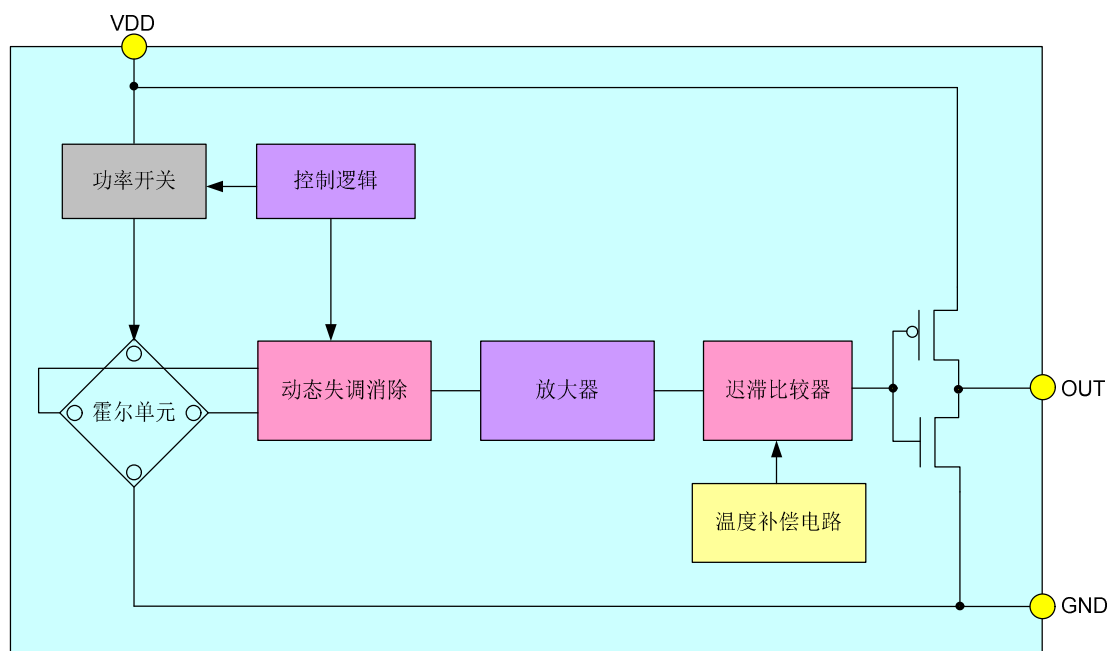 VDD
功率开关
控制逻辑
霍尔单元
动态失调消除
放大器
迟滞比较器
OUT
温度补偿电路
GND